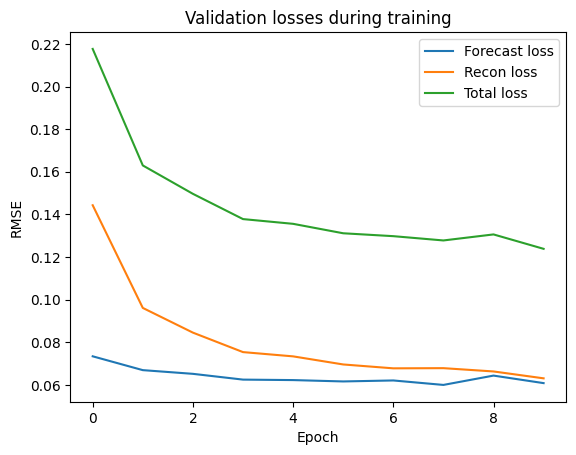 Validation losses during training
0.22
0.20
0.18
0.16
0.14
0.12
0.10
0.08
0.06
RMSE
Forecast loss
Recon loss
Total loss
0 2 4 6 8
Epoch